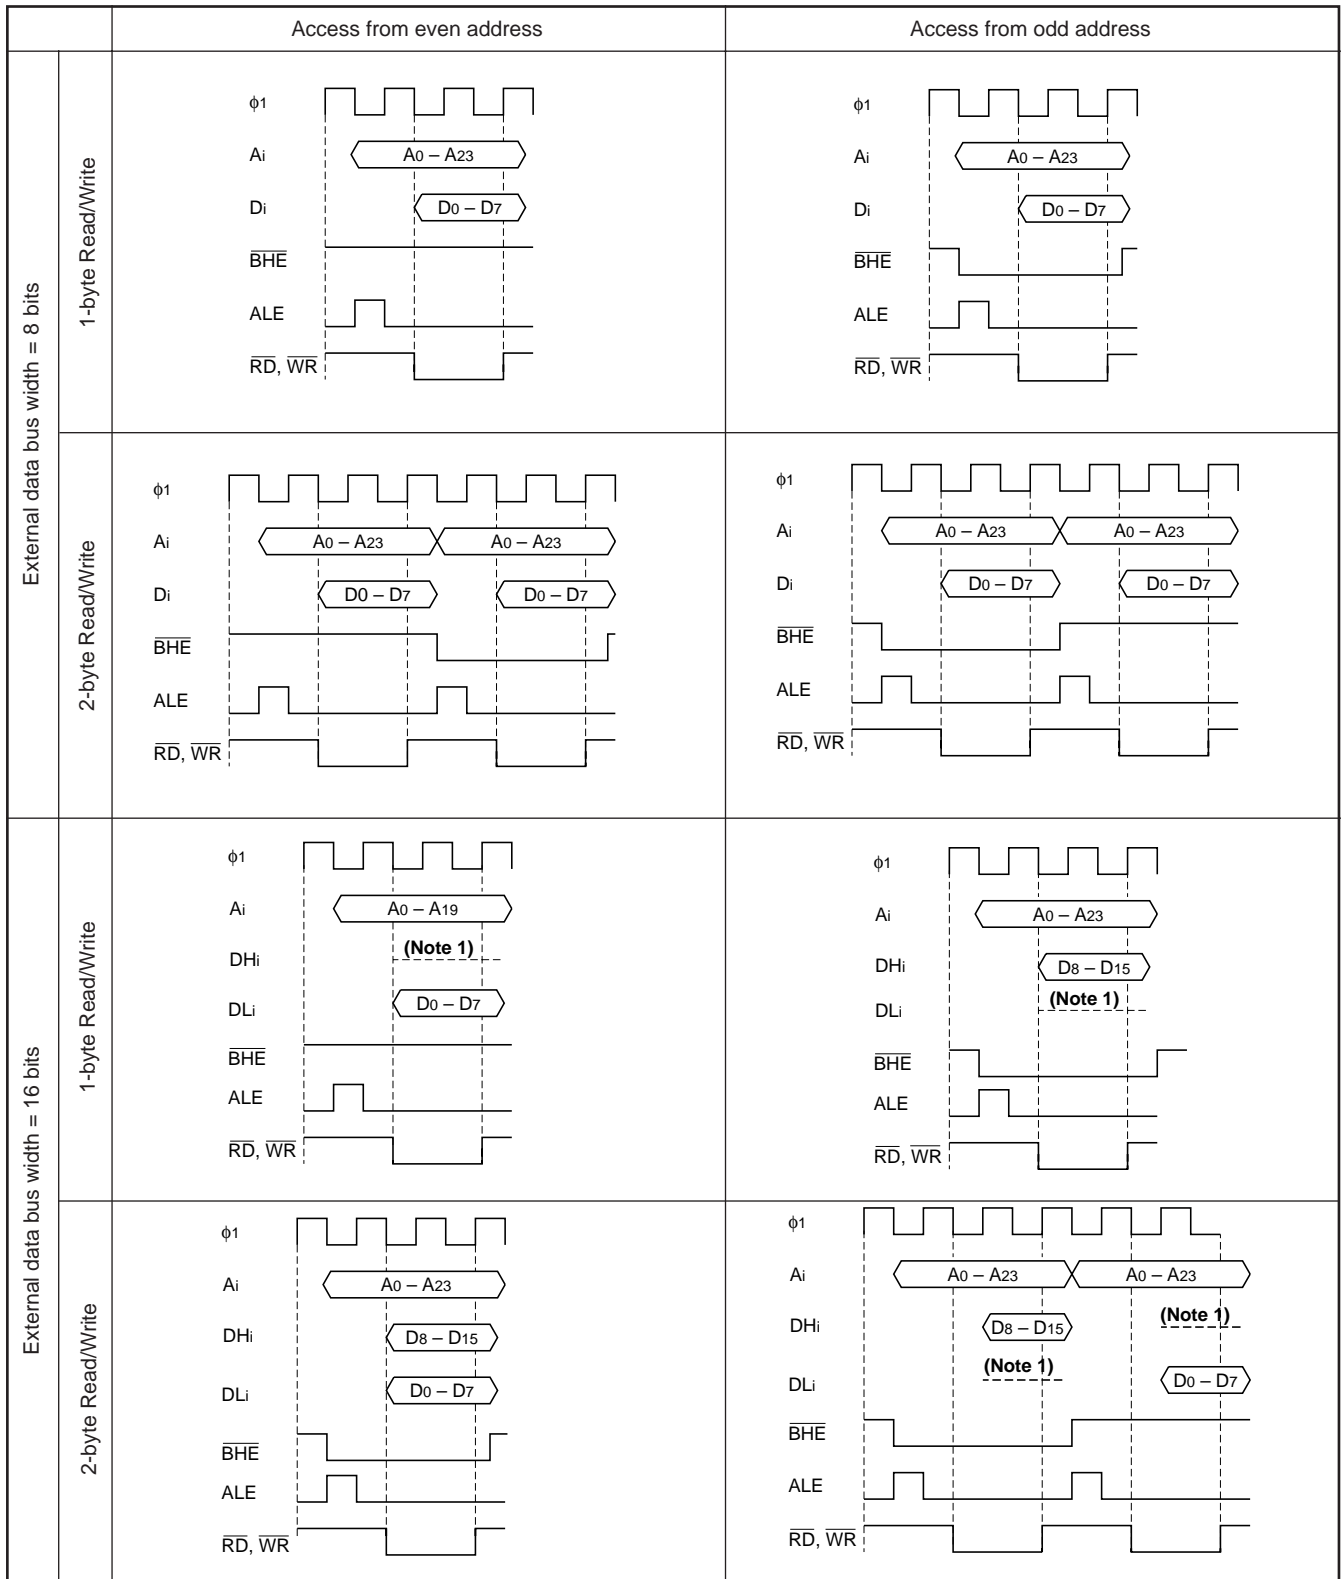 Access from even address
Access from odd address
External data bus width = 8 bits
1-byte Read/Write
ϕ1
Ai
A0 – A23
Di
D0 – D7
BHE
ALE
RD, WR
ϕ1
Ai
A0 – A23
Di
D0 – D7
BHE
ALE
RD, WR
2-byte Read/Write
ϕ1
Ai
A0 – A23
A0 – A23
Di
D0 – D7
D0 – D7
BHE
ALE
RD, WR
ϕ1
Ai
A0 – A23
A0 – A23
Di
D0 – D7
D0 – D7
BHE
ALE
RD, WR
External data bus width = 16 bits
1-byte Read/Write
ϕ1
Ai
A0 – A19
DHi
(Note 1)
DLi
D0 – D7
BHE
ALE
RD, WR
ϕ1
Ai
A0 – A23
DHi
D8 – D15
DLi
(Note 1)
BHE
ALE
RD, WR
2-byte Read/Write
ϕ1
Ai
A0 – A23
DHi
D8 – D15
DLi
D0 – D7
BHE
ALE
RD, WR
ϕ1
Ai
A0 – A23
A0 – A23
DHi
D8 – D15
(Note 1)
DLi
(Note 1)
D0 – D7
BHE
ALE
RD, WR